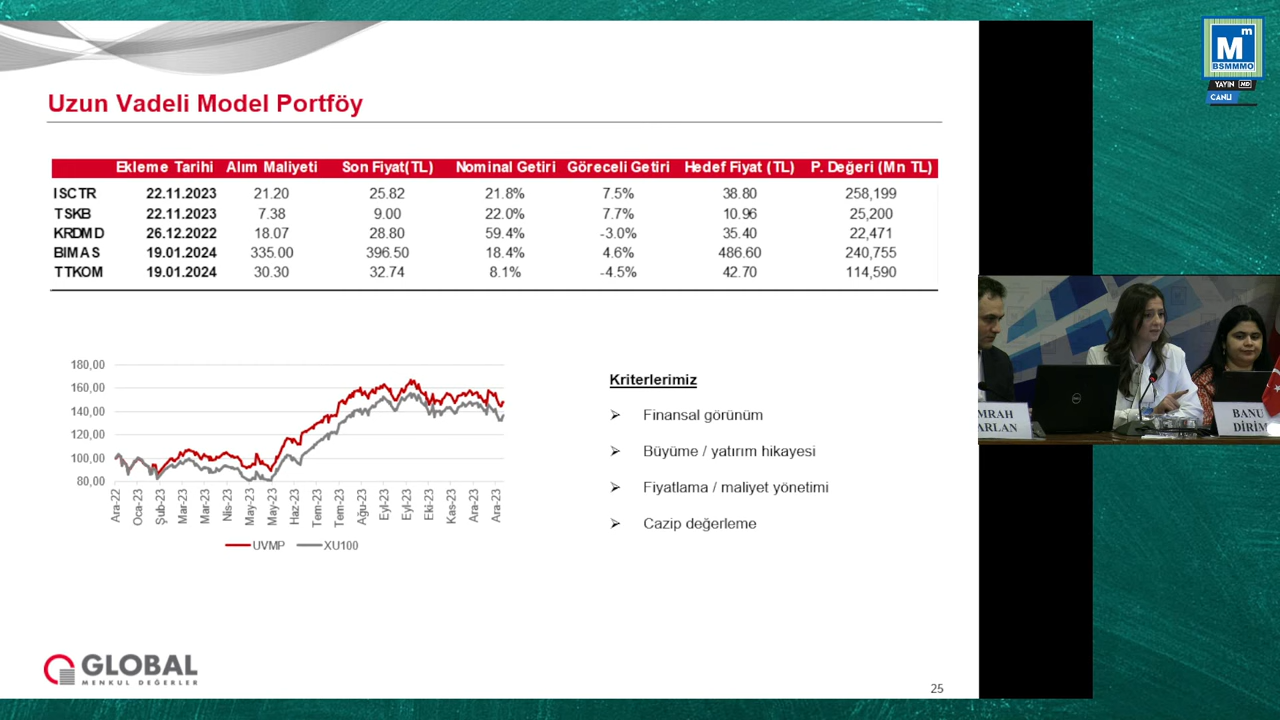 Uzun Vadeli Model Portföy
Ekleme Tarihi Alım Maliyeti Son Fiyat(TL) Nominal Getiri Göreceli Getiri Hedef Fiyat (TL) P. Değeri (Mn TL)
ISCTR 22.11.2023 21.20 25.82 21.8% 7.5% 38.80 258,199
TSKB 22.11.2023 7.38 9.00 22.0% 7.7% 10.96 25,200
KRDMD 26.12.2022 18.07 28.80 59.4% -3.0% 35.40 22,471
BIMAS 19.01.2024 335.00 396.50 18.4% 4.6% 486.60 240,755
TTKOM 19.01.2024 30.30 32.74 8.1% -4.5% 42.70 114,590
180,00
160,00
140,00
120,00
100,00
80,00
Ara-22 Oca-23 Şub-23 Mar-23 Mar-23 Nis-23 May-23 May-23 Haz-23 Tem-23 Tem-23 Ağu-23 Eyl-23 Eyl-23 Eki-23 Kas-23 Ara-23 Ara-23
UVMP XU100
Kriterlerimiz
Finansal görünüm
Büyüme / yatırım hikayesi
Fiyatlama / maliyet yönetimi
Cazip değerleme
GLOBAL
MENKUL DEĞERLER
25
M m
BSMMMO
YAYIN HD
CANLI
MRAH
ARLAN
BANU
DİRİM
DELL